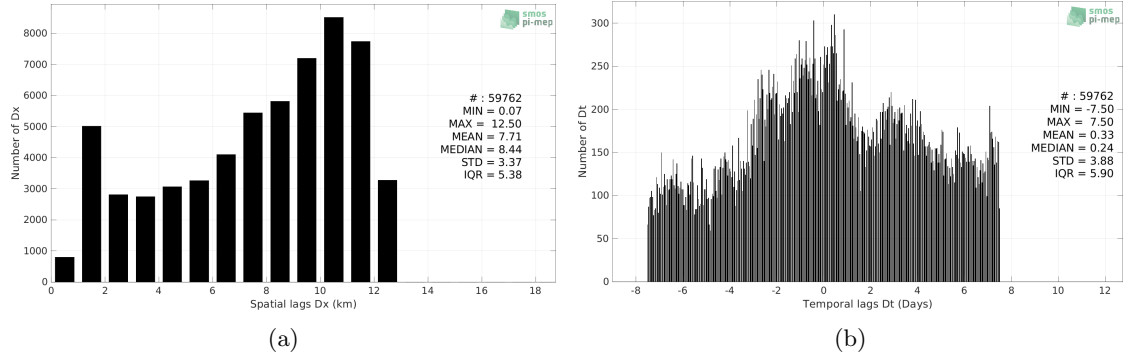 smos
pi-mep
Number of Dx
8000
7000
6000
5000
4000
3000
2000
1000
0
# : 59762
MIN = 0.07
MAX = 12.50
MEAN = 7.71
MEDIAN = 8.44
STD = 3.37
IQR = 5.38
0 2 4 6 8 10 12 14 16 18
Spatial lags Dx (km)
(a)
smos
pi-mep
Number of Dt
300
250
200
150
100
50
0
# : 59762
MIN = -7.50
MAX = 7.50
MEAN = 0.33
MEDIAN = 0.24
STD = 3.88
IQR = 5.90
-8 -6 -4 -2 0 2 4 6 8 10 12
Temporal lags Dt (Days)
(b)